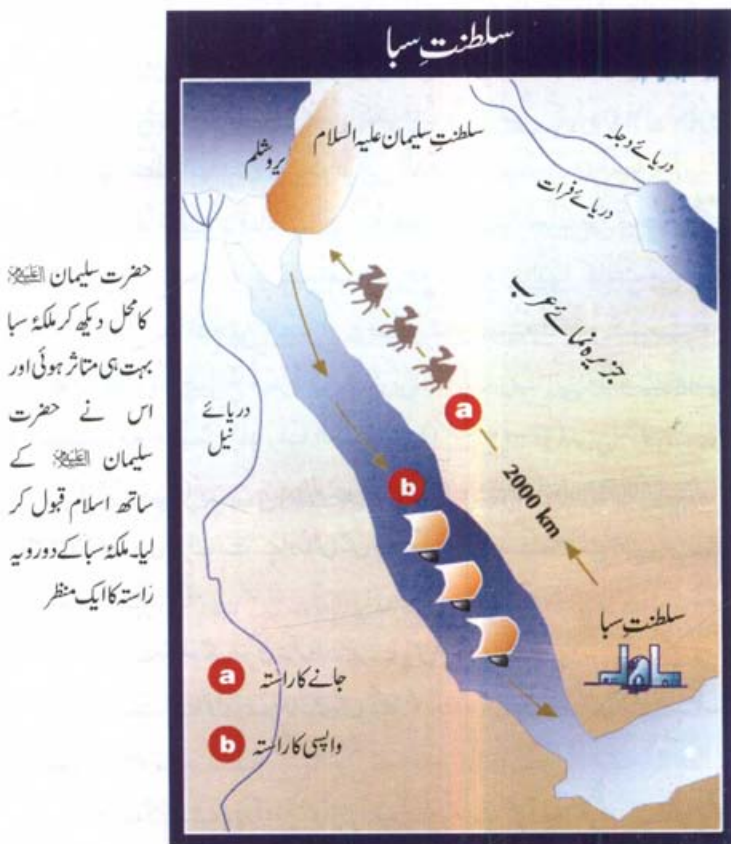 سلطنتِ سبا
سلطنتِ سلیمان علیہ السلام
یروشلم
دریائے دجلہ
دریائے فرات
جزیرہ نمائے عرب
دریائے
نیل
a
b
2000 km
سلطنتِ سبا
a جانے کا راستہ
b واپسی کا راستہ
حضرت سلیمان علیہ السلام
کا محل دیکھ کر ملکۂ سبا
بہت ہی متاثر ہوئی اور
اس نے حضرت
سلیمان علیہ السلام کے
ساتھ اسلام قبول کر
لیا۔ ملکۂ سبا کے دو رویہ
راستہ کا ایک منظر